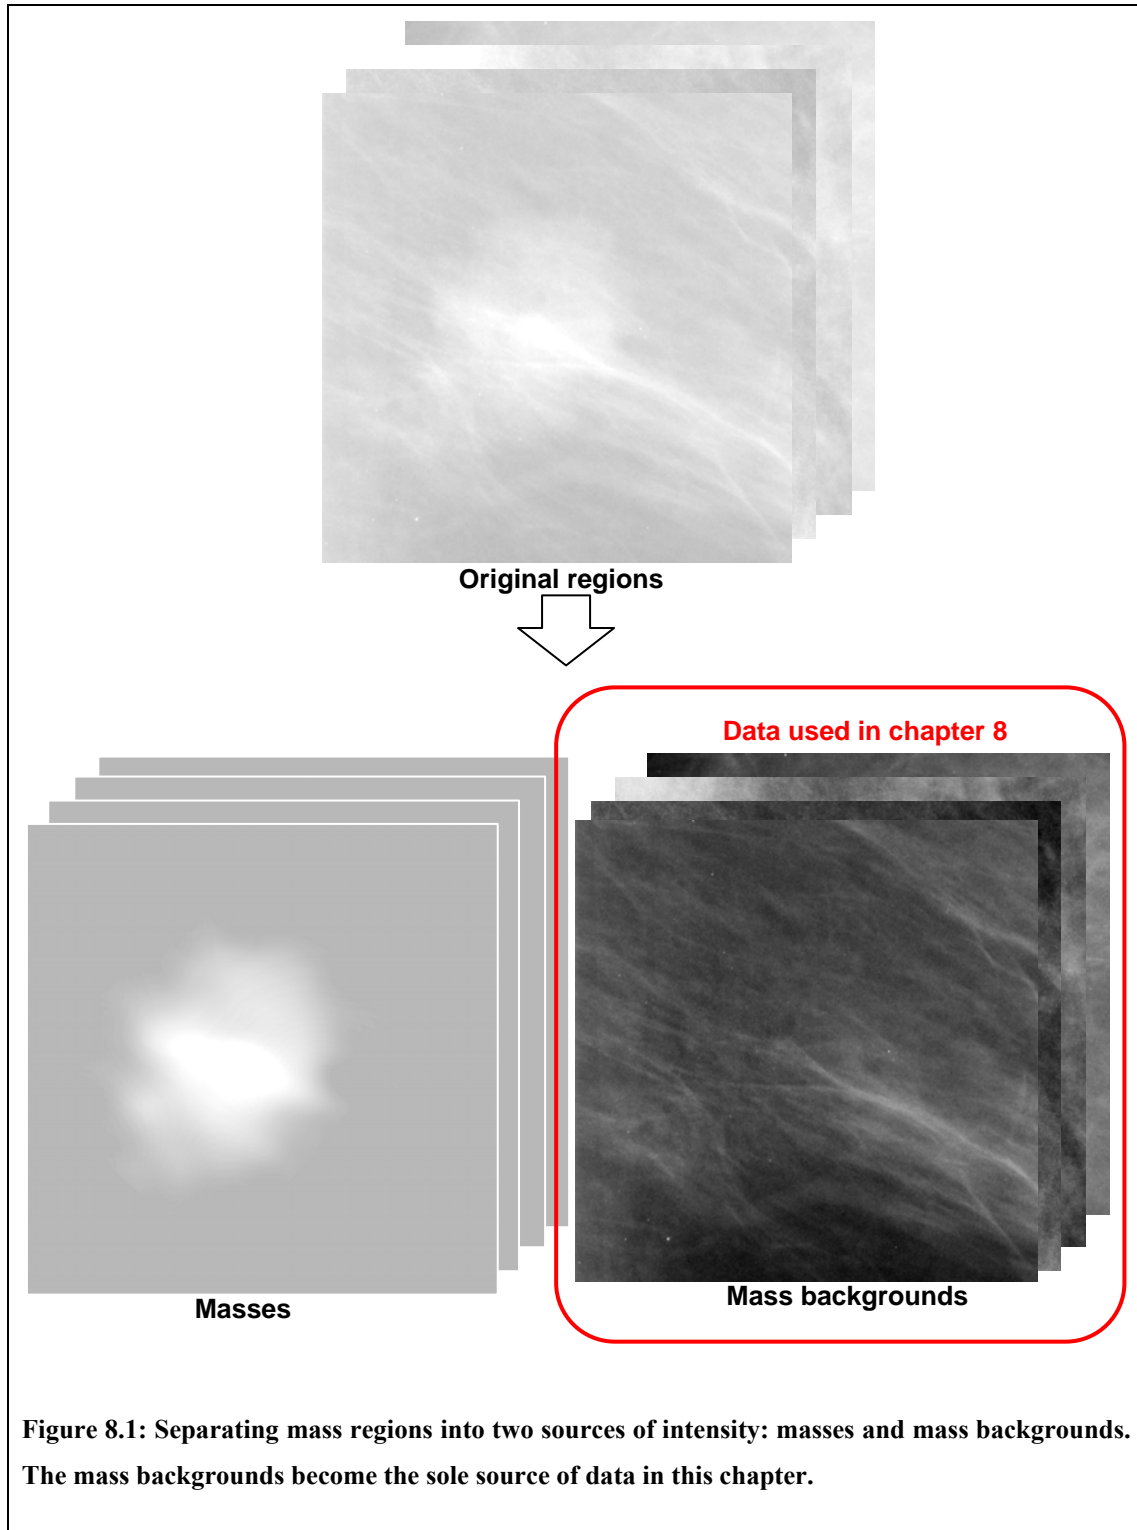 Original regions
Data used in chapter 8
Masses
Mass backgrounds
Figure 8.1: Separating mass regions into two sources of intensity: masses and mass backgrounds.
The mass backgrounds become the sole source of data in this chapter.